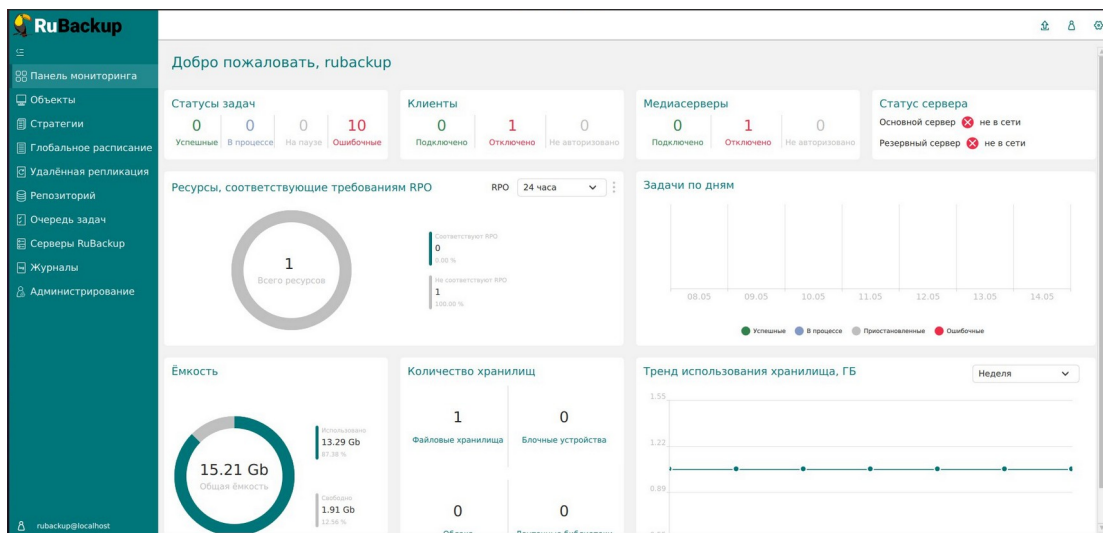 RuBackup
Добро пожаловать, rubackup
Панель мониторинга
Объекты
Стратегии
Глобальное расписание
Удалённая репликация
Репозиторий
Очередь задач
Серверы RuBackup
Журналы
Администрирование
rubackup@localhost
Статусы задач
0 0 0 10
Успешные В процессе На паузе Ошибочные
Клиенты
0 1 0
Подключено Отключено Не авторизовано
Медиасерверы
0 1 0
Подключено Отключено Не авторизовано
Статус сервера
Основной сервер не в сети
Резервный сервер не в сети
Ресурсы, соответствующие требованиям RPO
RPO 24 часа
1
Всего ресурсов
Соответствуют RPO
0
0.00 %
Не соответствуют RPO
1
100.00 %
Задачи по дням
08.05 09.05 10.05 11.05 12.05 13.05 14.05
Успешные В процессе Приостановленные Ошибочные
Ёмкость
15.21 Gb
Общая ёмкость
Использовано
13.29 Gb
87.38 %
Свободно
1.91 Gb
12.56 %
Количество хранилищ
1 0
Файловые хранилища Блочные устройства
0 0
Тренд использования хранилища, ГБ
Неделя
1.55
1.22
0.89